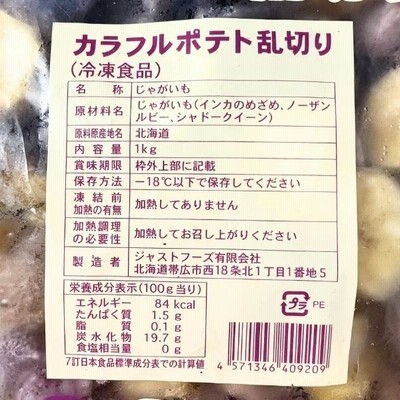 カラフルポテト乱切り
(冷凍食品)
名称 じゃがいも
原材料名 じゃがいも(インカのめざめ、ノーザンルビー、シャドークイーン)
原料原産地名 北海道
内容量 1kg
賞味期限 枠外上部に記載
保存方法 −18℃以下で保存してください
凍結前加熱の有無 加熱してありません
加熱調理の必要性 加熱してお召し上がりください
製造者 ジャストフーズ有限会社
北海道帯広市西18条北1丁目1番地5
栄養成分表示(100g当り)
エネルギー 84kcal
たんぱく質 1.5g
脂質 0.1g
炭水化物 19.7g
食塩相当量 0g
7訂日本食品標準成分表での計算値
プラ
PE
4 571346 409209